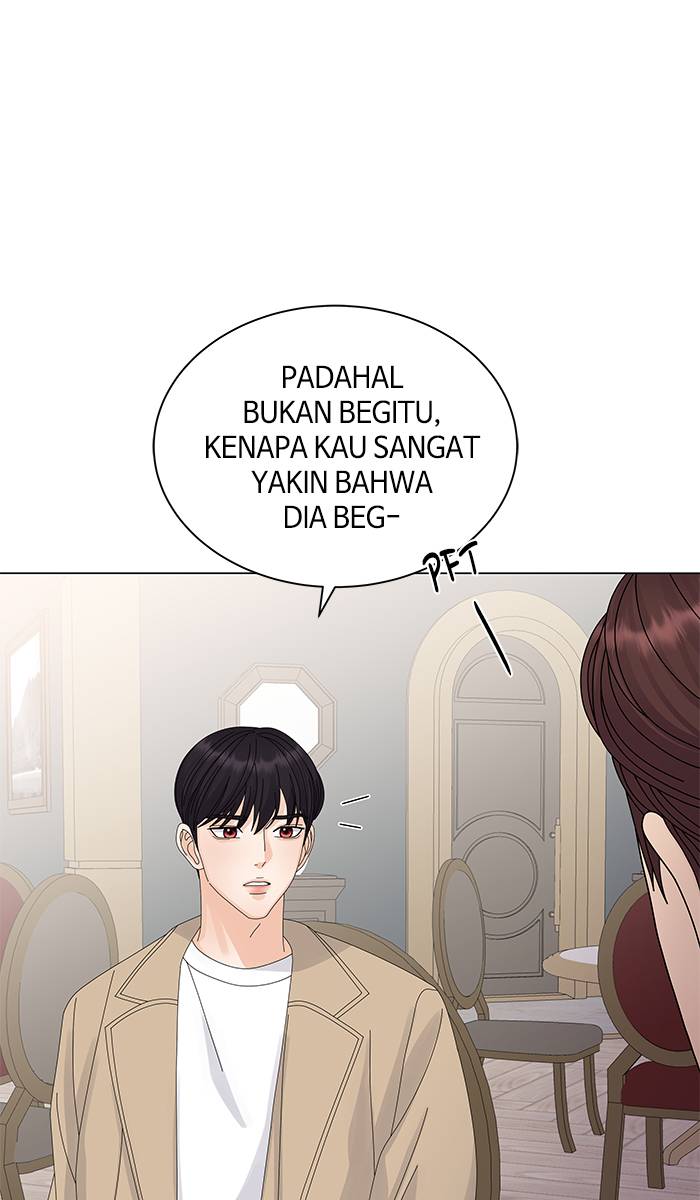 PADAHAL
BUKAN BEGITU,
KENAPA KAU SANGAT
YAKIN BAHWA
DIA BEG-
PFT